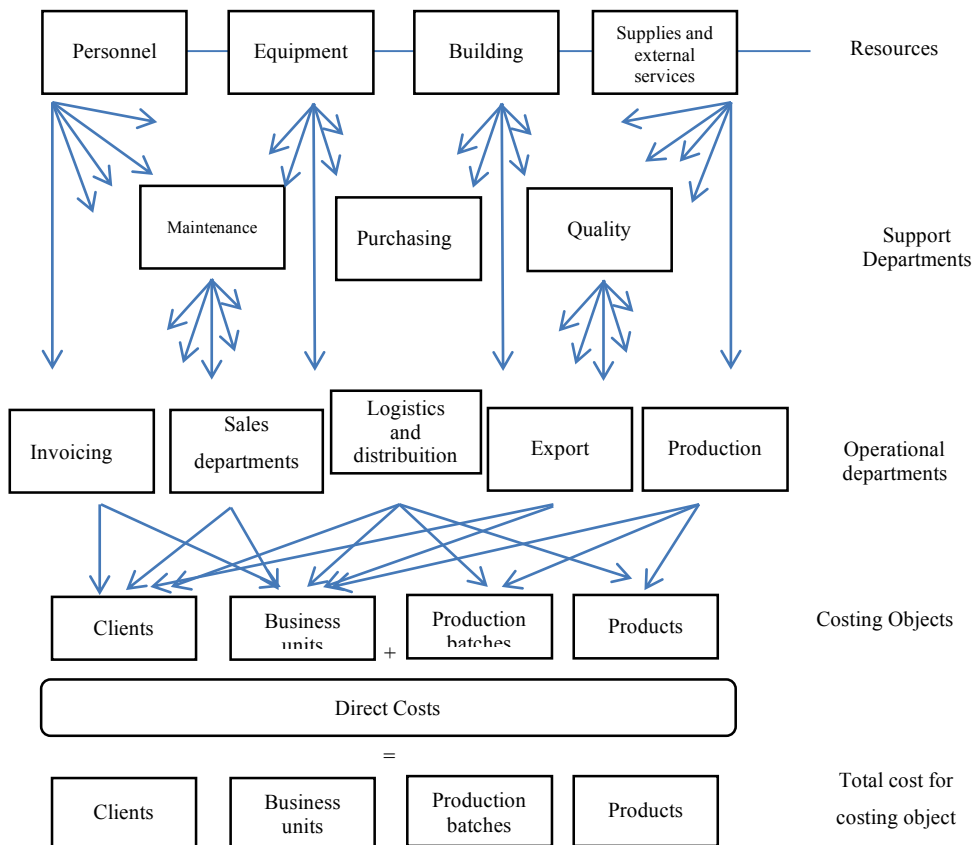 Personnel
Equipment
Building
Supplies and
external
services
Resources
Maintenance
Purchasing
Quality
Support
Departments
Invoicing
Sales
departments
Logistics
and
distribuition
Export
Production
Operational
departments
Clients
Business
units
+
Production
batches
Products
Costing Objects
Direct Costs
=
Clients
Business
units
Production
batches
Products
Total cost for
costing object